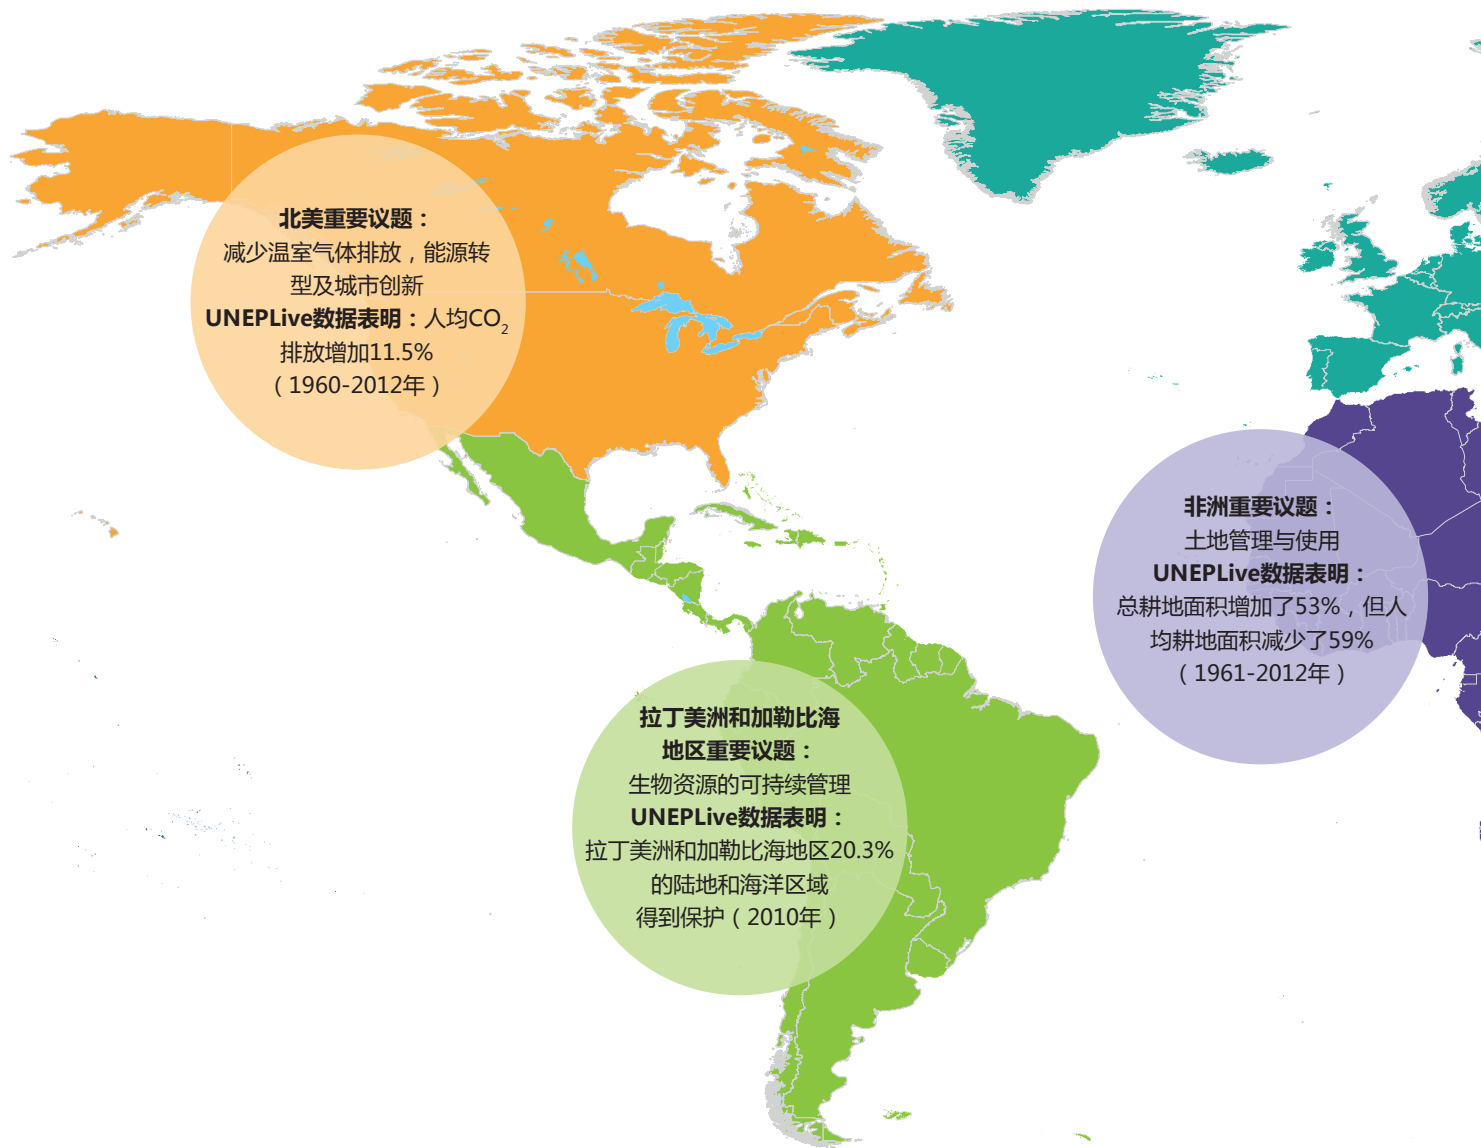 北美重要议题：
减少温室气体排放，能源转
型及城市创新
UNEPLive数据表明：人均CO₂
排放增加11.5%
（1960-2012年）
非洲重要议题：
土地管理与使用
UNEPLive数据表明：
总耕地面积增加了53%，但人
均耕地面积减少了59%
（1961-2012年）
拉丁美洲和加勒比海
地区重要议题：
生物资源的可持续管理
UNEPLive数据表明：
拉丁美洲和加勒比海地区20.3%
的陆地和海洋区域
得到保护（2010年）